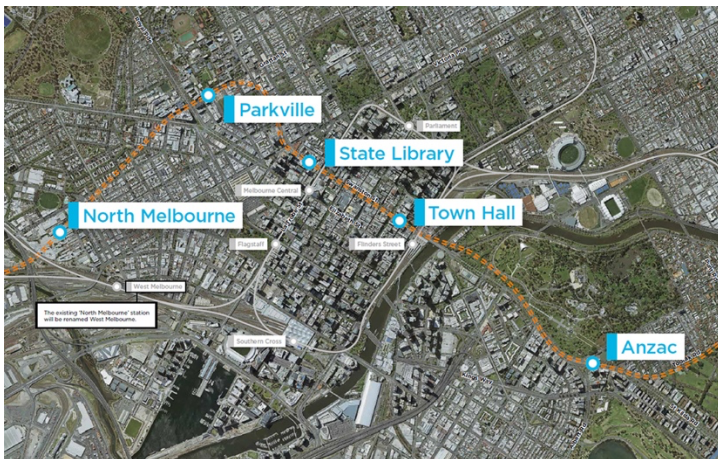 Parkville
Parliament
State Library
Melbourne Central
North Melbourne
Town Hall
Flagstaff
Flinders Street
West Melbourne
The existing 'North Melbourne' station
will be renamed West Melbourne.
Southern Cross
Anzac